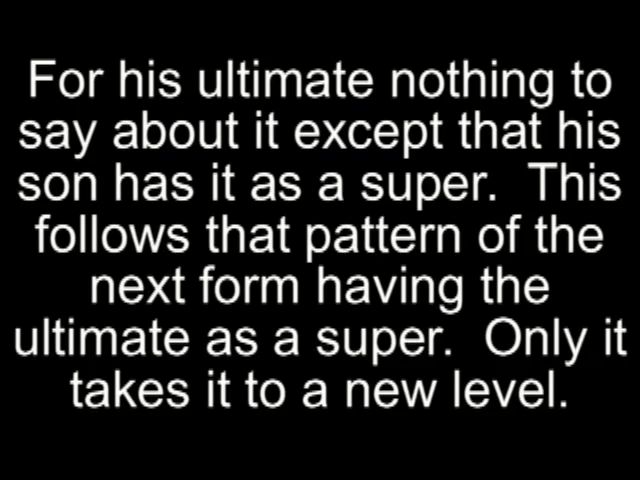 For his ultimate nothing to
say about it except that his
son has it as a super.  This
follows that pattern of the
next form having the
ultimate as a super.  Only it
takes it to a new level.